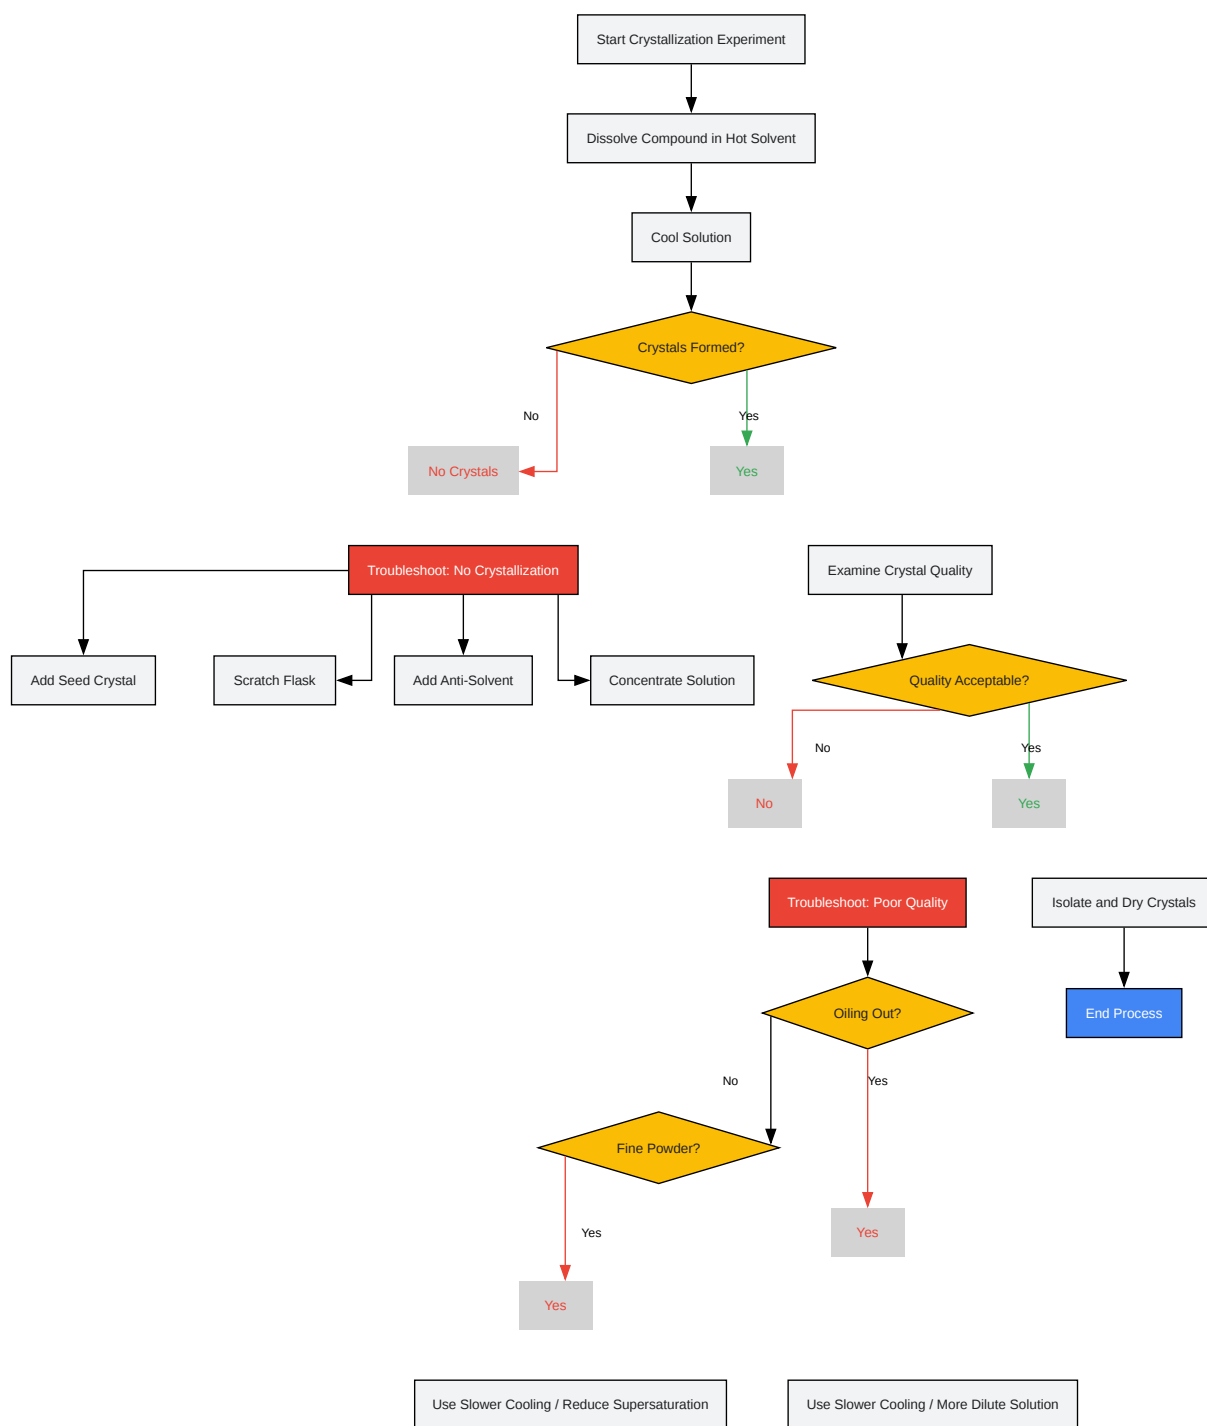 Start Crystallization Experiment
Dissolve Compound in Hot Solvent
Cool Solution
Crystals Formed?
No
Yes
No Crystals
Yes
Troubleshoot: No Crystallization
Examine Crystal Quality
Add Seed Crystal
Scratch Flask
Add Anti-Solvent
Concentrate Solution
Quality Acceptable?
No
Yes
No
Yes
Troubleshoot: Poor Quality
Isolate and Dry Crystals
Oiling Out?
End Process
No
Yes
Fine Powder?
Yes
Yes
Yes
Use Slower Cooling / Reduce Supersaturation
Use Slower Cooling / More Dilute Solution